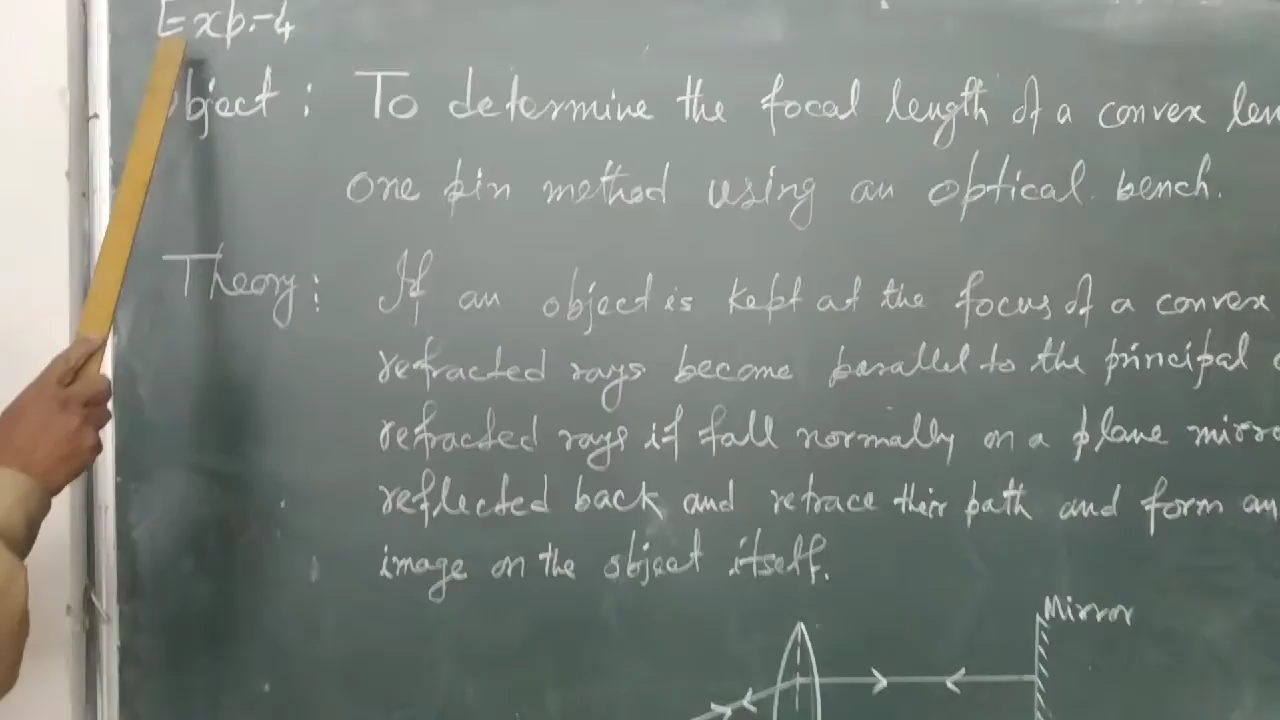 Exp.-4
Object : To determine the focal length of a convex len
one pin method using an optical bench.
Theory : If an object is kept at the focus of a convex
refracted rays become parallel to the principal
refracted rays if fall normally on a plane mirro
reflected back and retrace their path and form an
image on the object itself.
Mirror